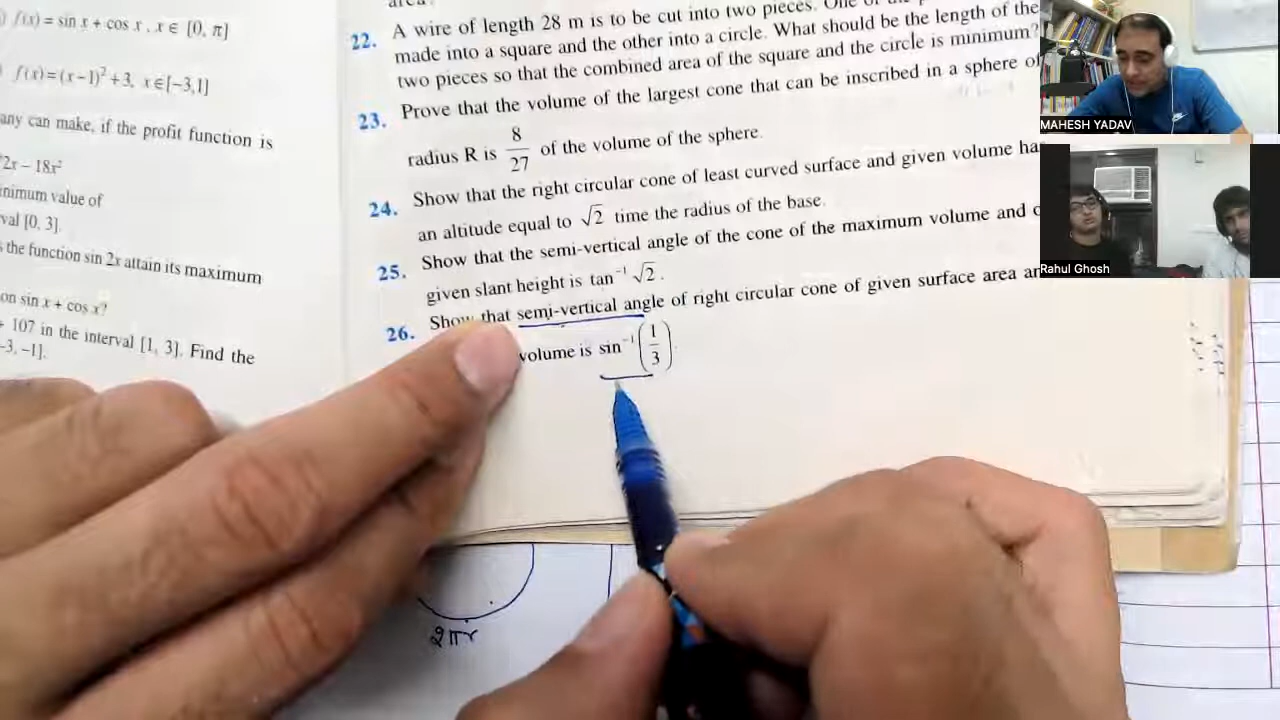 f(x) = sin x + cos x , x ∈ [0, π]
f(x) = (x − 1)² + 3, x ∈ [−3, 1]
any can make, if the profit function is
2x − 18x²
nimum value of
val [0, 3].
the function sin 2x attain its maximum
on sin x + cos x?
+ 107 in the interval [1, 3]. Find the
−3, −1].
area?
22. A wire of length 28 m is to be cut into two pieces. One of the
made into a square and the other into a circle. What should be the length of the
two pieces so that the combined area of the square and the circle is minimum?
23. Prove that the volume of the largest cone that can be inscribed in a sphere of
radius R is 8/27 of the volume of the sphere.
24. Show that the right circular cone of least curved surface and given volume has
an altitude equal to √2 time the radius of the base.
25. Show that the semi-vertical angle of the cone of the maximum volume and o
given slant height is tan⁻¹ √2 .
26. Show that semi-vertical angle of right circular cone of given surface area an
volume is sin⁻¹ (1/3).
2πr
MAHESH YADAV
Rahul Ghosh